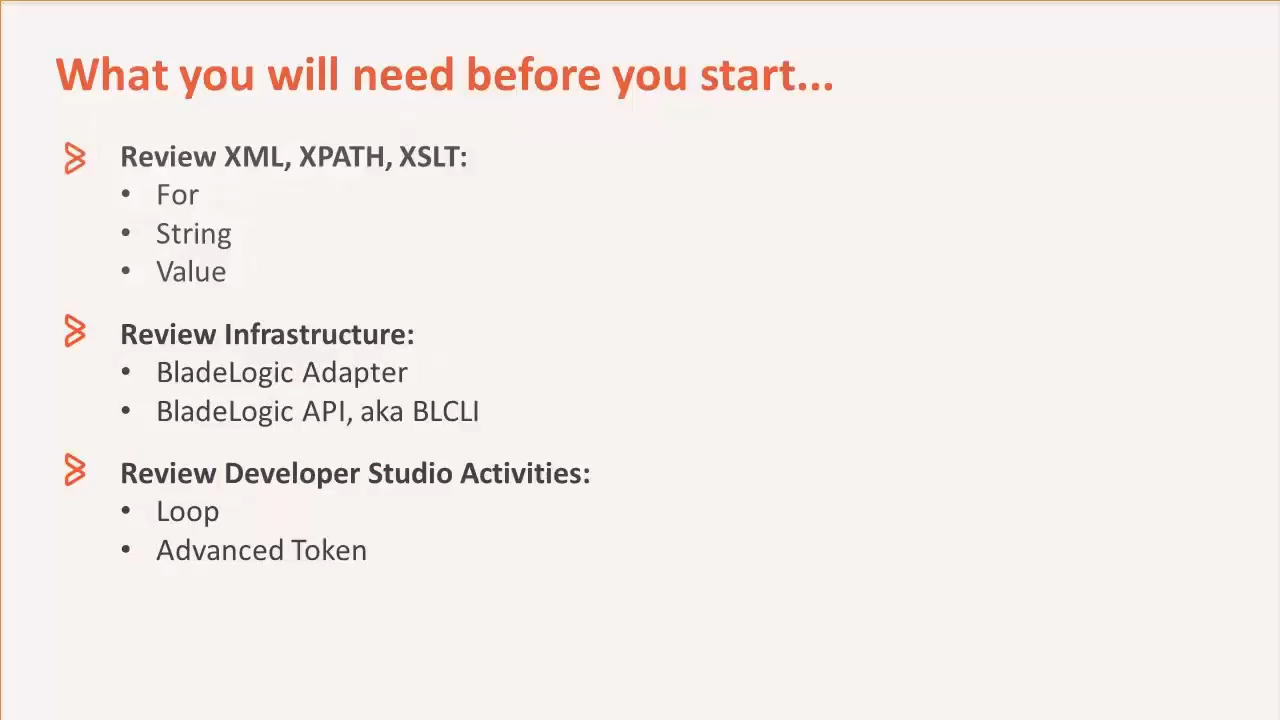 What you will need before you start...
Review XML, XPATH, XSLT:
• For
• String
• Value
Review Infrastructure:
• BladeLogic Adapter
• BladeLogic API, aka BLCLI
Review Developer Studio Activities:
• Loop
• Advanced Token